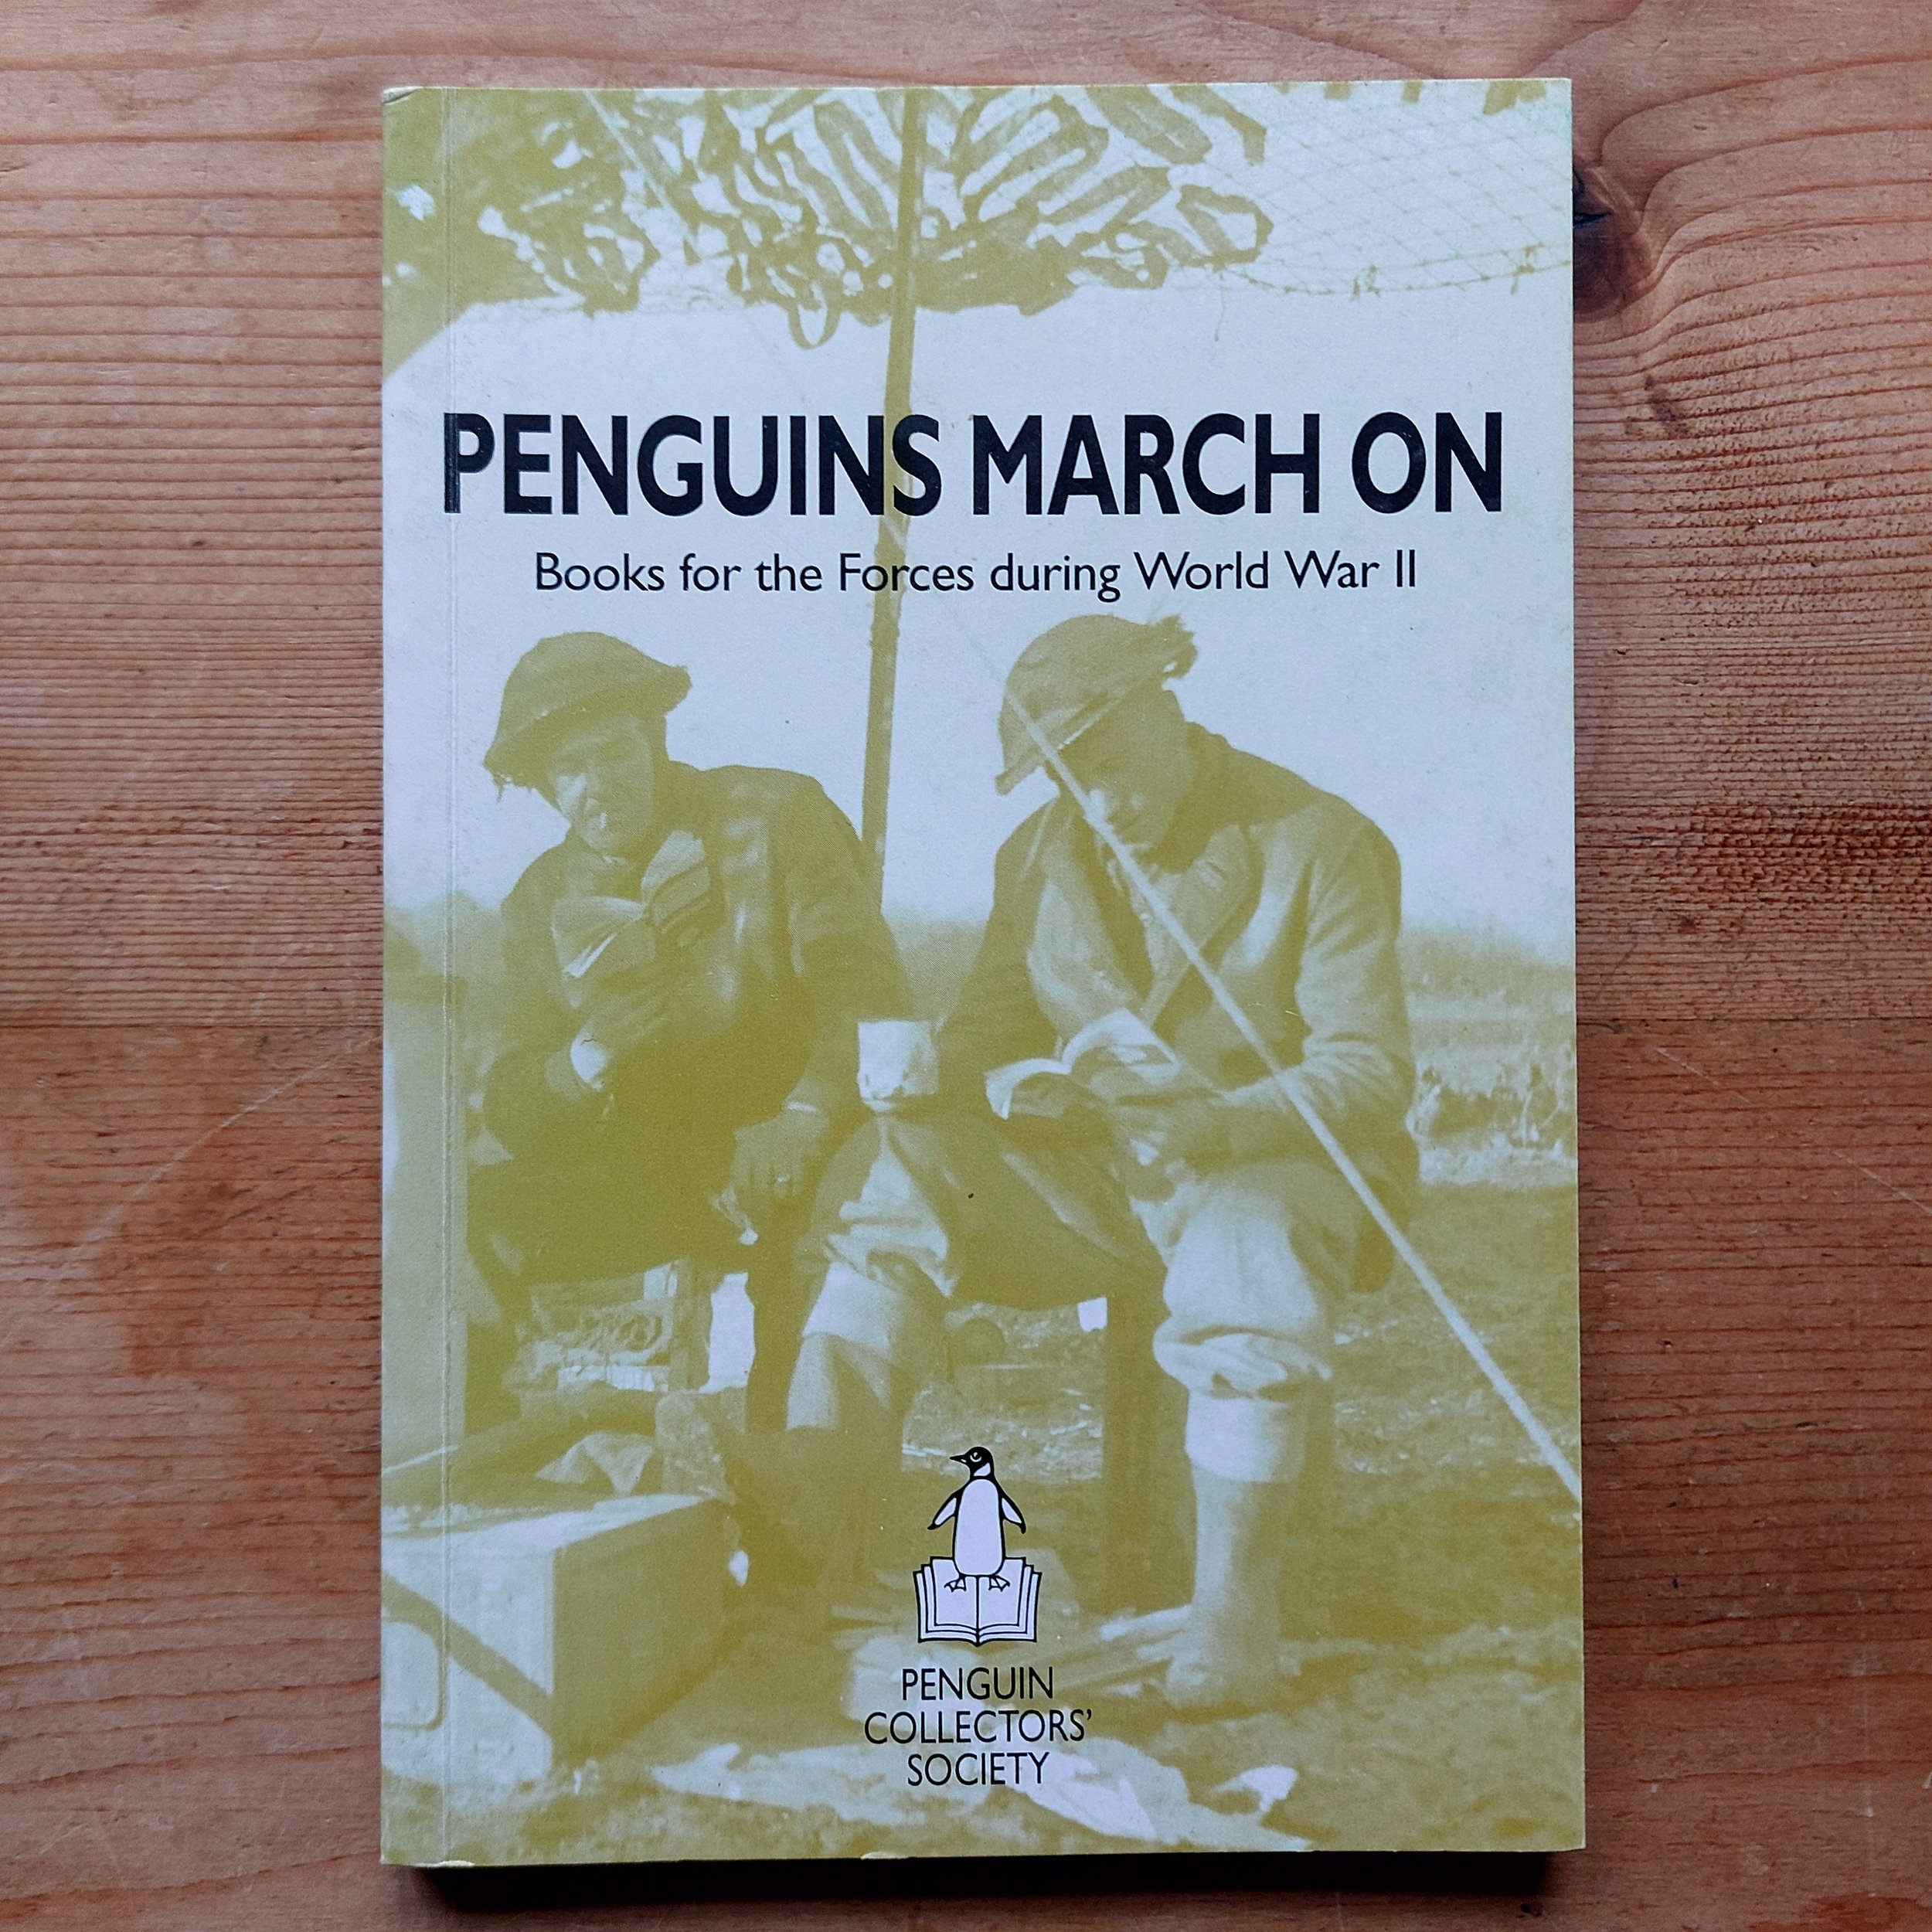 PENGUINS MARCH ON
Books for the Forces during World War II
PENGUIN
COLLECTORS'
SOCIETY